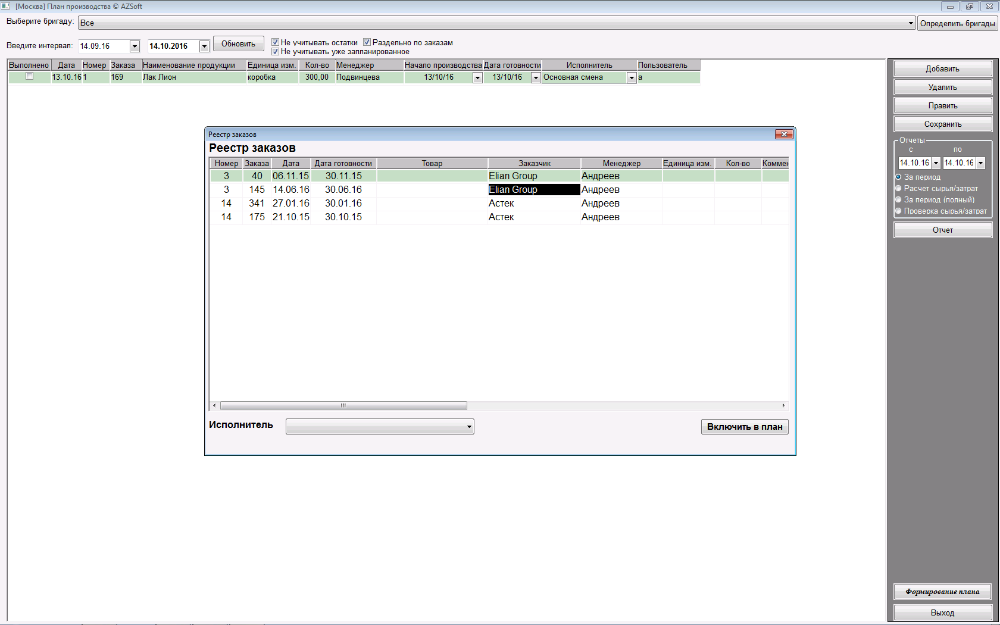 [Москва] План производства © AZSoft
Выберите бригаду: Все Определить бригады
Введите интервал: 14.09.16 14.10.2016 Обновить Не учитывать остатки Раздельно по заказам
Не учитывать уже запланированное
Выполнено Дата Номер Заказа Наименование продукции Единица изм. Кол-во Менеджер Начало производства Дата готовности Исполнитель Пользователь
13.10.16 1 169 Лак Лион коробка 300,00 Подвинцева 13/10/16 13/10/16 Основная смена а
Добавить
Удалить
Править
Сохранить
Отчеты
с по
14.10.16 14.10.16
За период
Расчет сырья/затрат
За период (полный)
Проверка сырья/затрат
Отчет
Реестр заказов
Реестр заказов
Номер Заказа Дата Дата готовности Товар Заказчик Менеджер Единица изм. Кол-во Коммен
3 40 06.11.15 30.11.15 Elian Group Андреев
3 145 14.06.16 30.06.16 Elian Group Андреев
14 341 27.01.16 30.01.16 Астек Андреев
14 175 21.10.15 30.10.15 Астек Андреев
Исполнитель Включить в план
Формирование плана
Выход